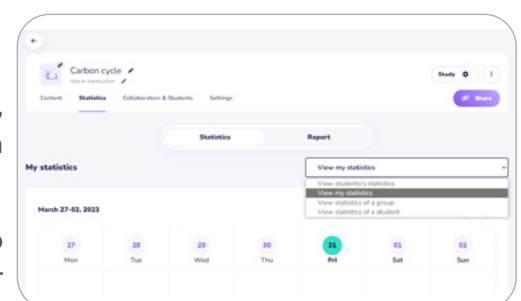 Carbon cycle
Add an introduction
Study
Content Statistics Collaborators & Students Settings
Share
Statistics Report
My statistics
View my statistics
View students's statistics
View my statistics
View statistics of a group
View statistics of a student
March 27-02, 2023
27 28 29 30 31 01 02
Mon Tue Wed Thu Fri Sat Sun